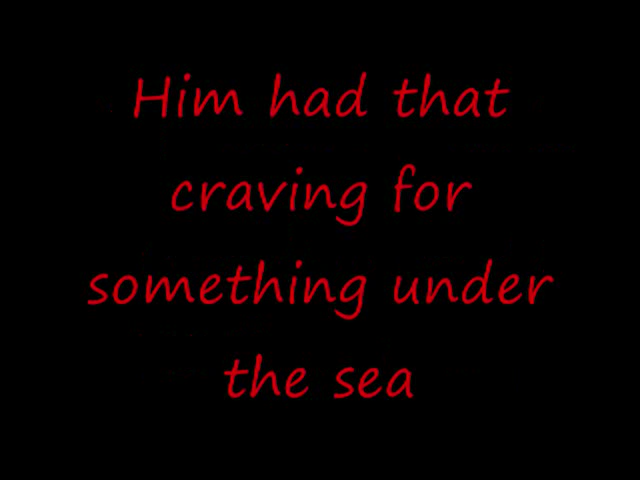 Him had that
craving for
something under
the sea